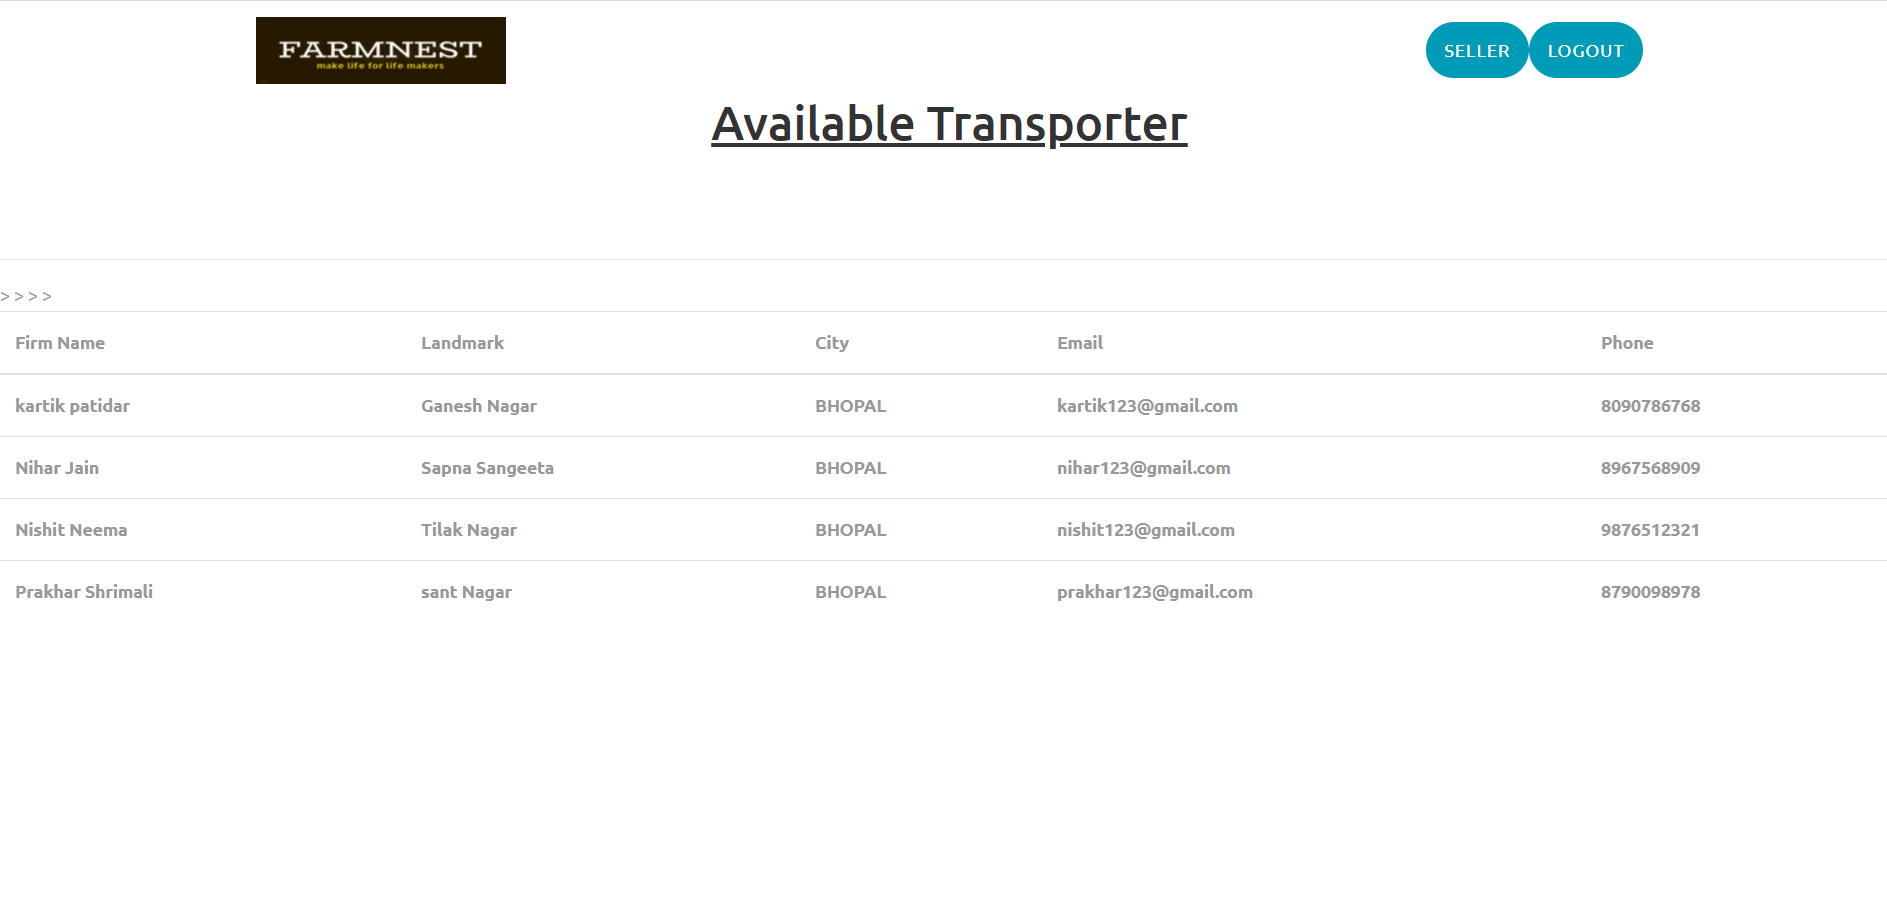 FARMNEST
make life for life makers
SELLER LOGOUT
Available Transporter
> > > >
Firm Name Landmark City Email Phone
kartik patidar Ganesh Nagar BHOPAL kartik123@gmail.com 8090786768
Nihar Jain Sapna Sangeeta BHOPAL nihar123@gmail.com 8967568909
Nishit Neema Tilak Nagar BHOPAL nishit123@gmail.com 9876512321
Prakhar Shrimali sant Nagar BHOPAL prakhar123@gmail.com 8790098978